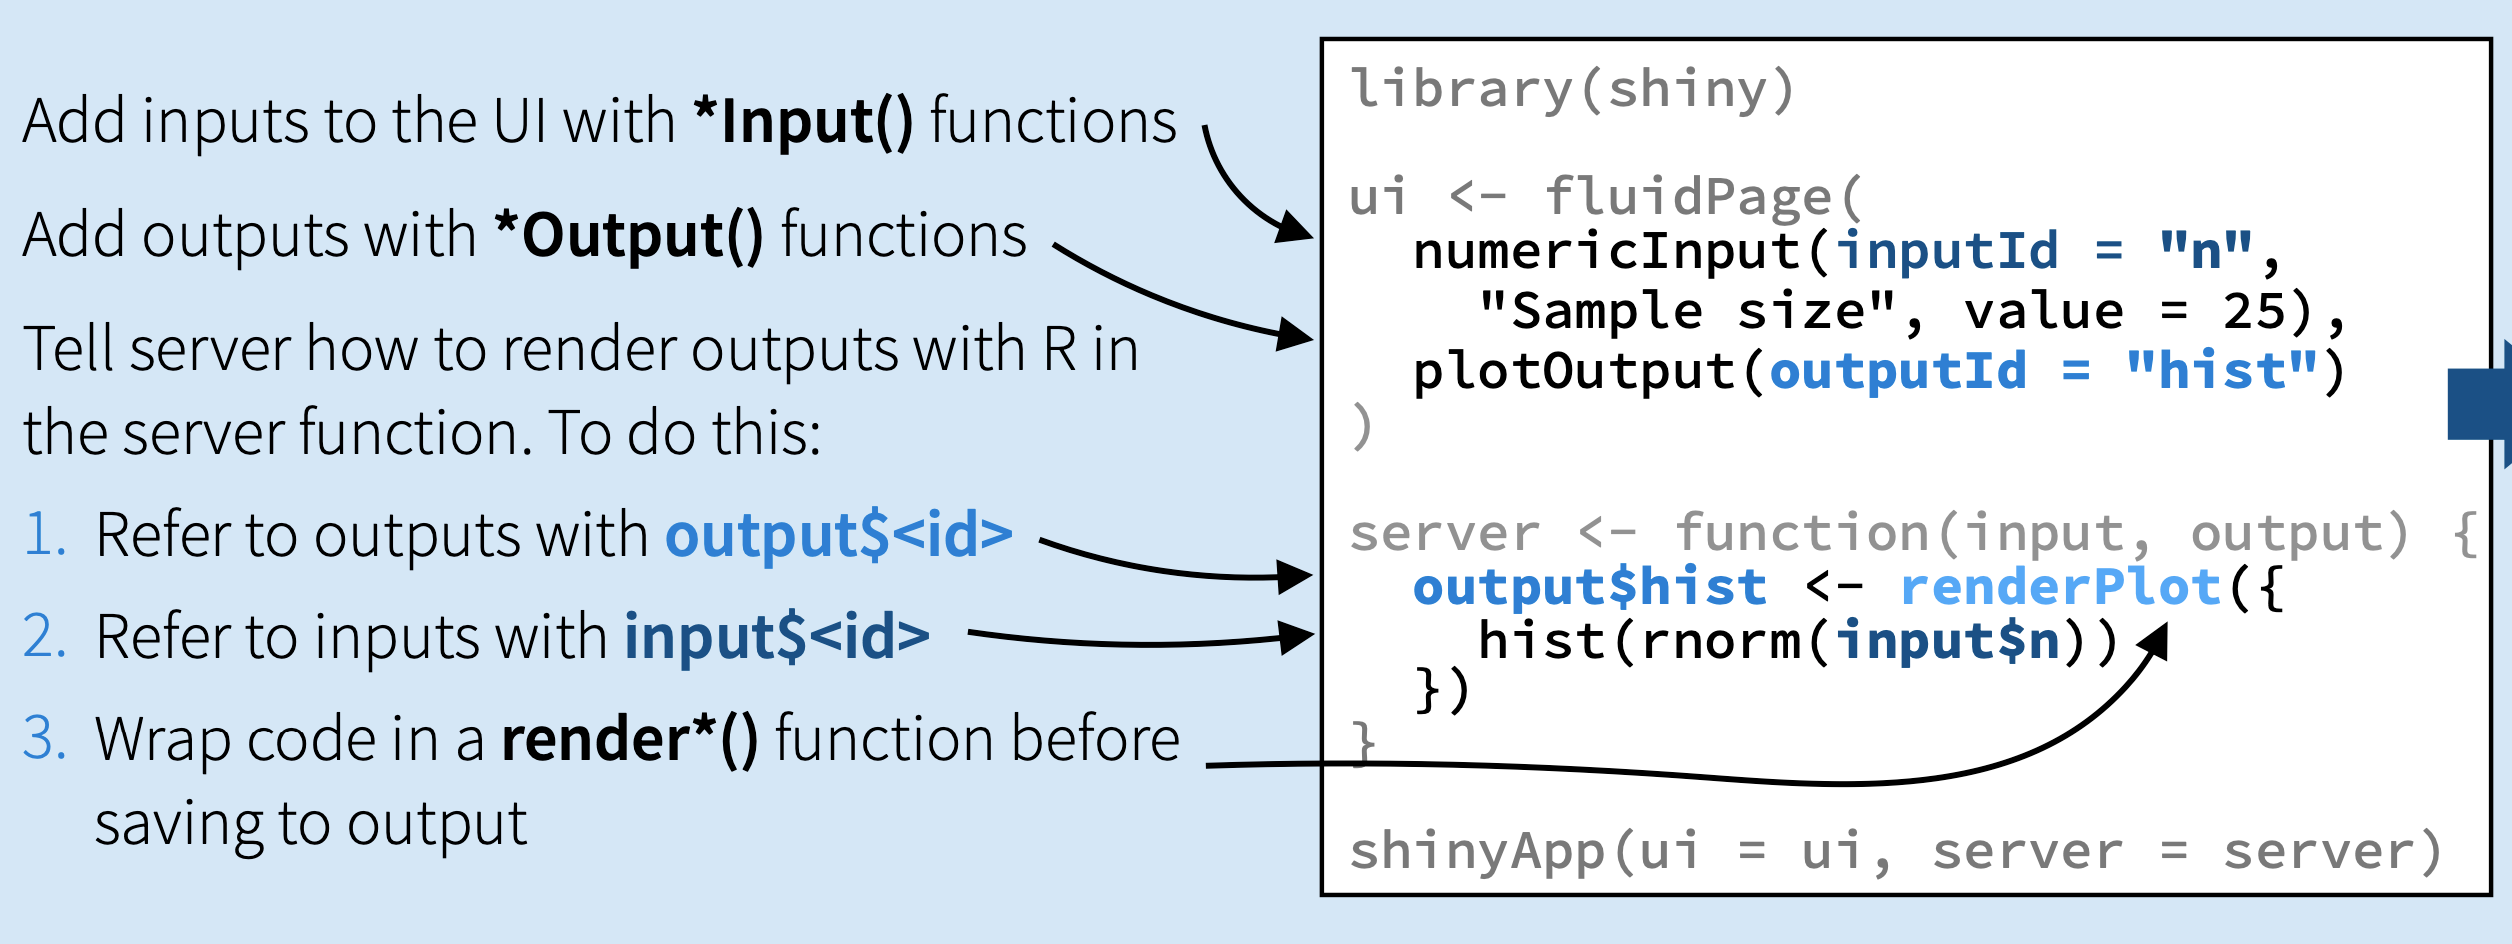 Add inputs to the UI with *Input() functions
Add outputs with *Output() functions
Tell server how to render outputs with R in
the server function. To do this:
1. Refer to outputs with output$<id>
2. Refer to inputs with input$<id>
3. Wrap code in a render*() function before
saving to output
library(shiny)
ui <- fluidPage(
numericInput(inputId = "n",
"Sample size", value = 25),
plotOutput(outputId = "hist")
)
server <- function(input, output) {
output$hist <- renderPlot({
hist(rnorm(input$n))
})
}
shinyApp(ui = ui, server = server)